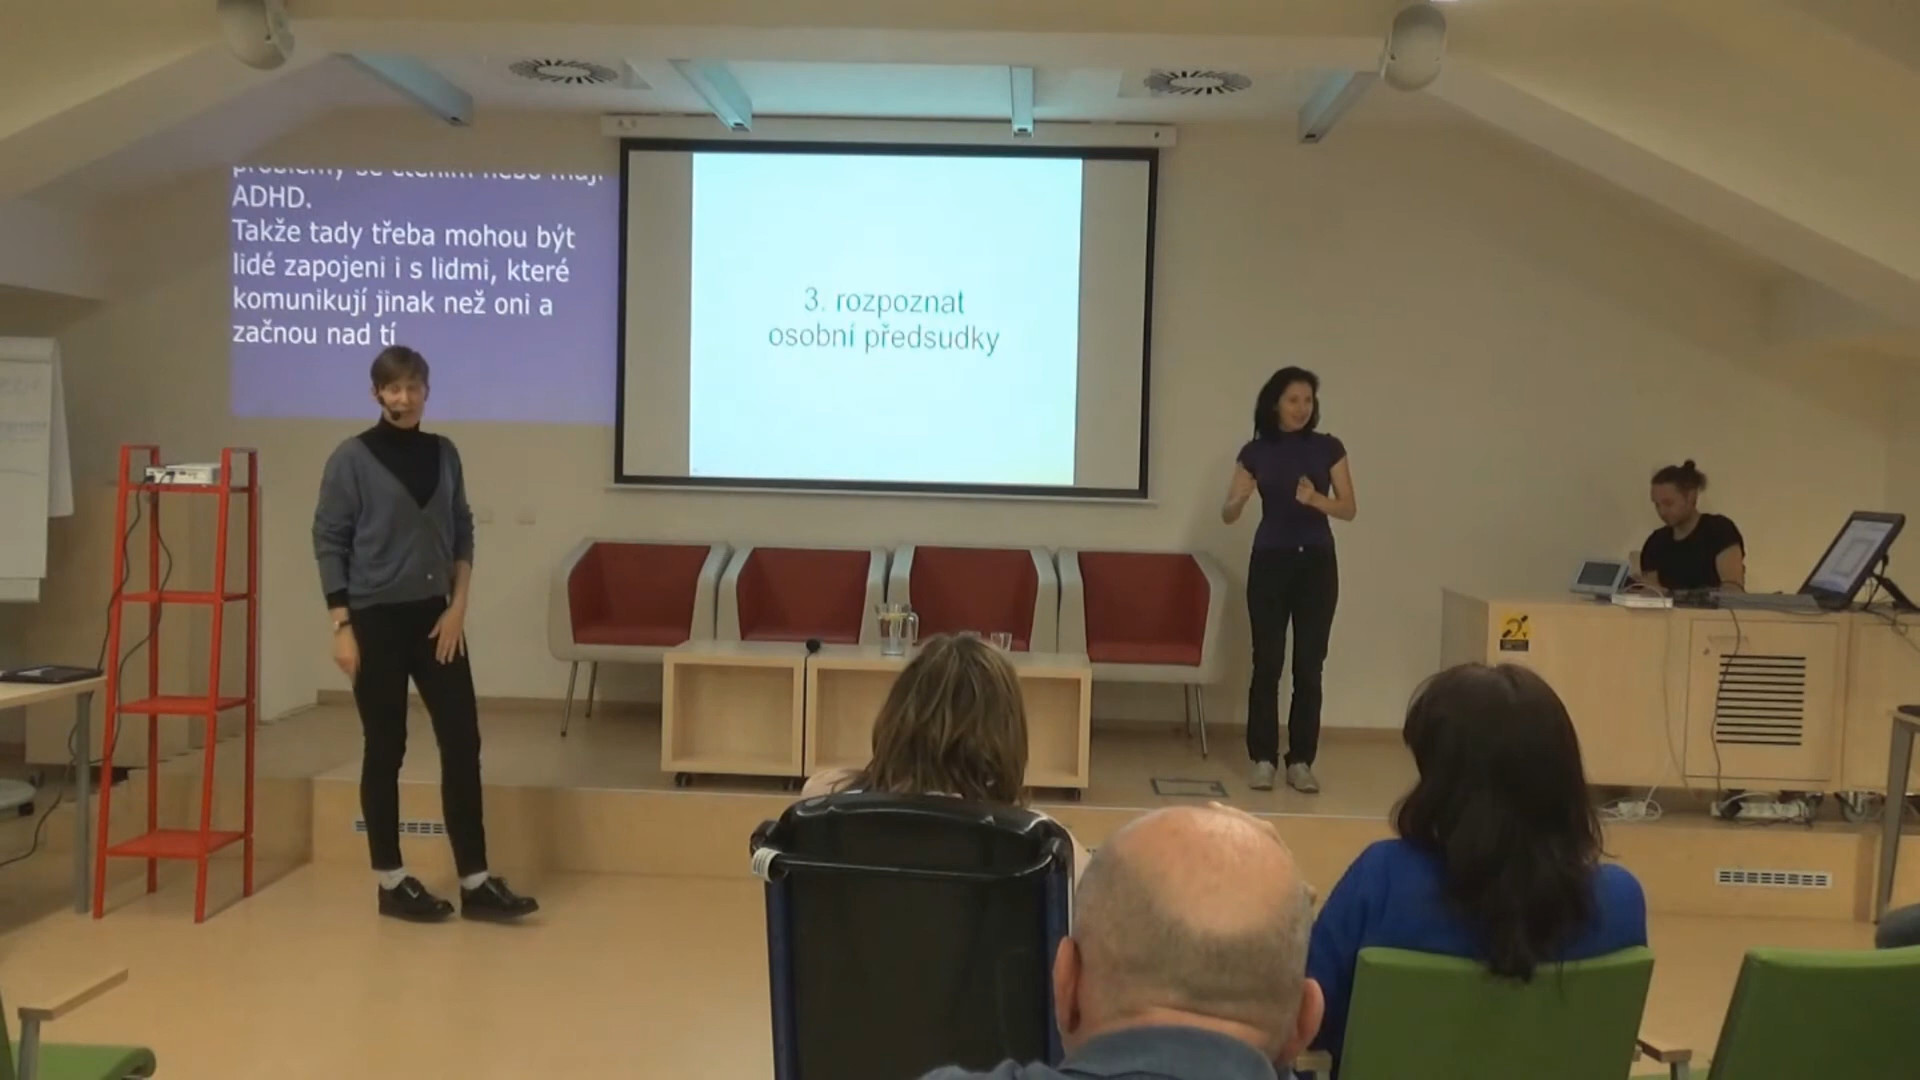 ADHD.
Takže tady třeba mohou být
lidé zapojeni i s lidmi, které
komunikují jinak než oni a
začnou nad tí
3. rozpoznat
osobní předsudky